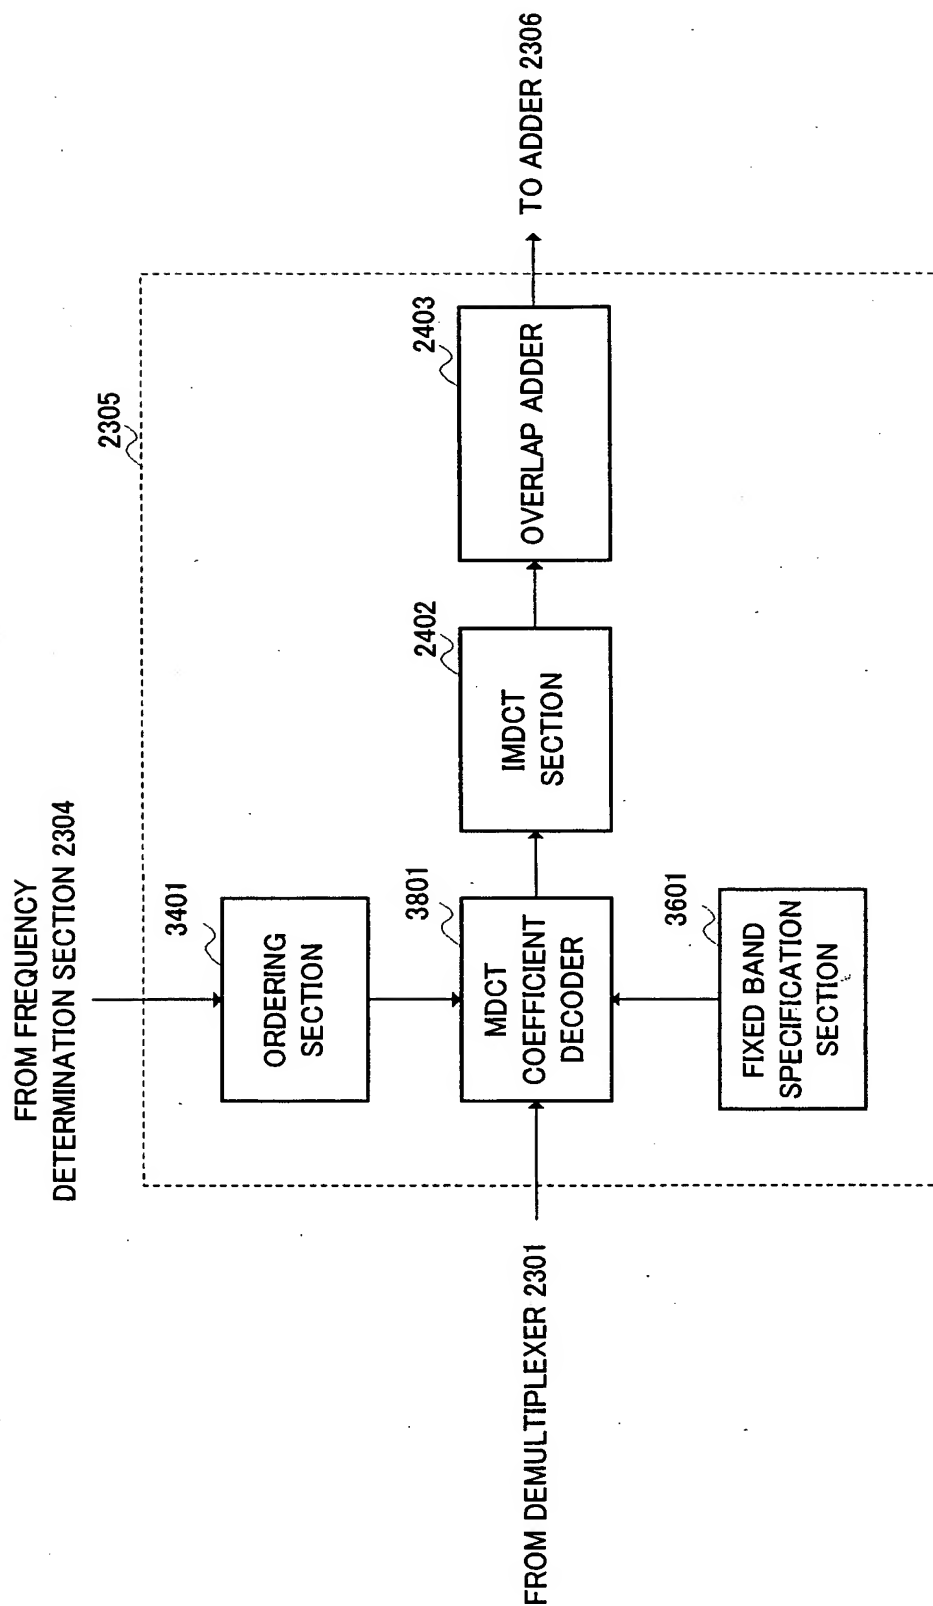 FROM FREQUENCY
DETERMINATION SECTION 2304
2305
3401
ORDERING
SECTION
FROM DEMULTIPLEXER 2301
3801
MDCT
COEFFICIENT
DECODER
2402
IMDCT
SECTION
2403
OVERLAP ADDER
TO ADDER 2306
3601
FIXED BAND
SPECIFICATION
SECTION